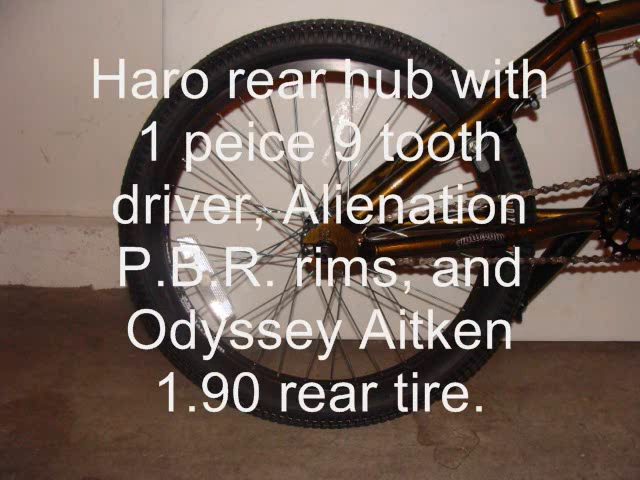 Haro rear hub with
1 peice 9 tooth
driver, Alienation
P.B.R. rims, and
Odyssey Aitken
1.90 rear tire.